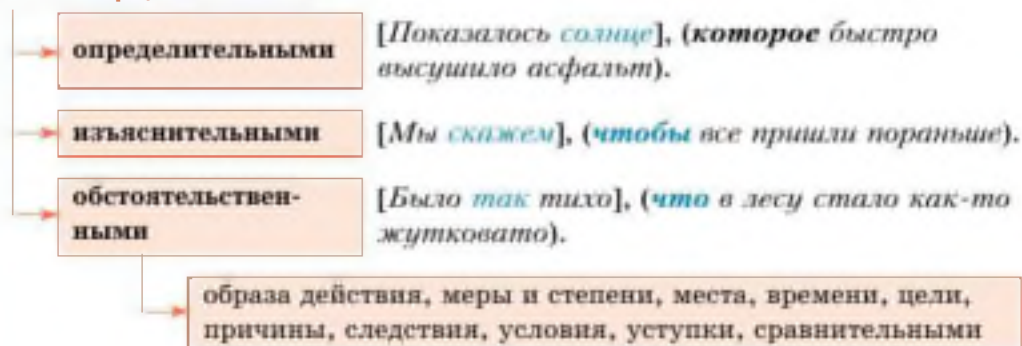 определительными
[Показалось солнце], (которое быстро
высушило асфальт).
изъяснительными
[Мы скажем], (чтобы все пришли пораньше).
обстоятельствен-
ными
[Было так тихо], (что в лесу стало как-то
жутковато).
образа действия, меры и степени, места, времени, цели,
причины, следствия, условия, уступки, сравнительными